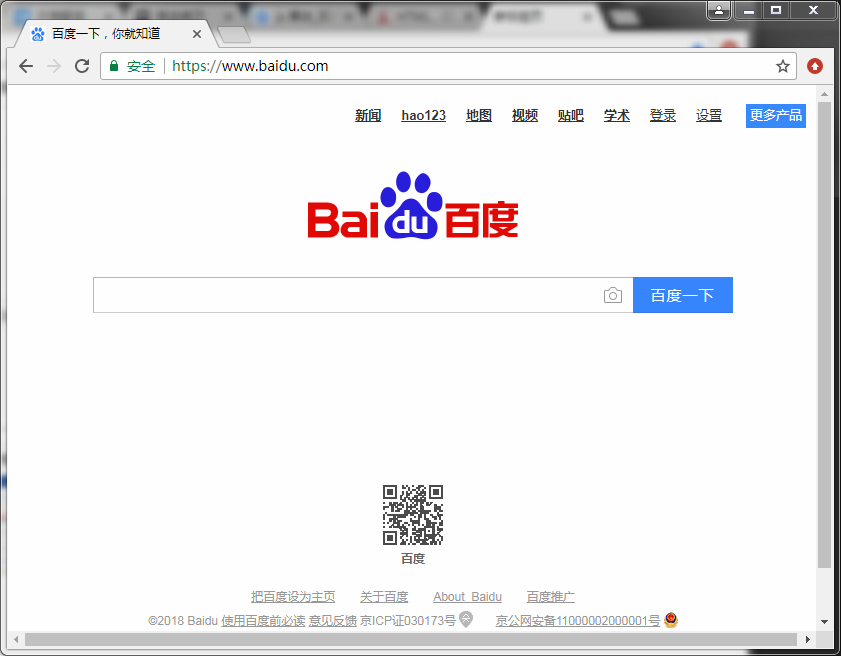 百度一下，你就知道
安全 https://www.baidu.com
新闻 hao123 地图 视频 贴吧 学术 登录 设置 更多产品
Bai du 百度
百度一下
百度
把百度设为主页 关于百度 About Baidu 百度推广
©2018 Baidu 使用百度前必读 意见反馈 京ICP证030173号 京公网安备11000002000001号